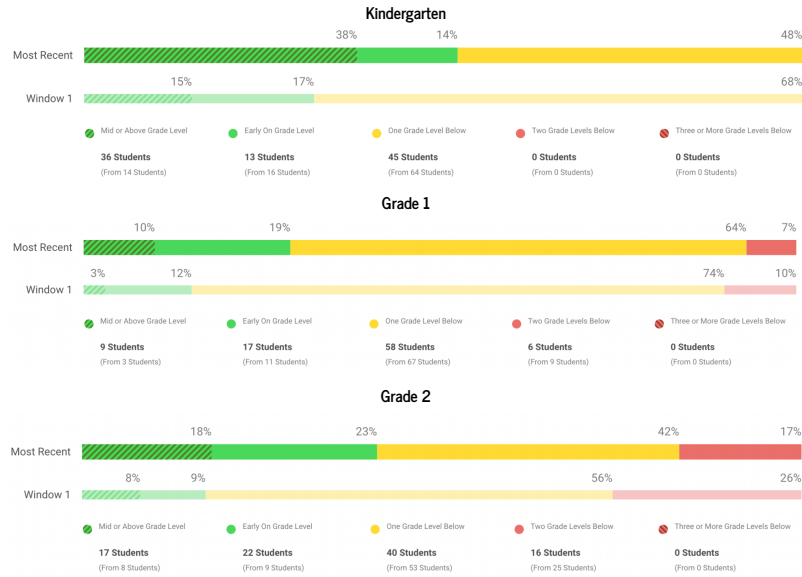 Kindergarten
38% 14% 48%
Most Recent
15% 17% 68%
Window 1
Mid or Above Grade Level Early On Grade Level One Grade Level Below Two Grade Levels Below Three or More Grade Levels Below
36 Students 13 Students 45 Students 0 Students 0 Students
(From 14 Students) (From 16 Students) (From 64 Students) (From 0 Students) (From 0 Students)
Grade 1
10% 19% 64% 7%
Most Recent
3% 12% 74% 10%
Window 1
Mid or Above Grade Level Early On Grade Level One Grade Level Below Two Grade Levels Below Three or More Grade Levels Below
9 Students 17 Students 58 Students 6 Students 0 Students
(From 3 Students) (From 11 Students) (From 67 Students) (From 9 Students) (From 0 Students)
Grade 2
18% 23% 42% 17%
Most Recent
8% 9% 56% 26%
Window 1
Mid or Above Grade Level Early On Grade Level One Grade Level Below Two Grade Levels Below Three or More Grade Levels Below
17 Students 22 Students 40 Students 16 Students 0 Students
(From 8 Students) (From 9 Students) (From 53 Students) (From 25 Students) (From 0 Students)